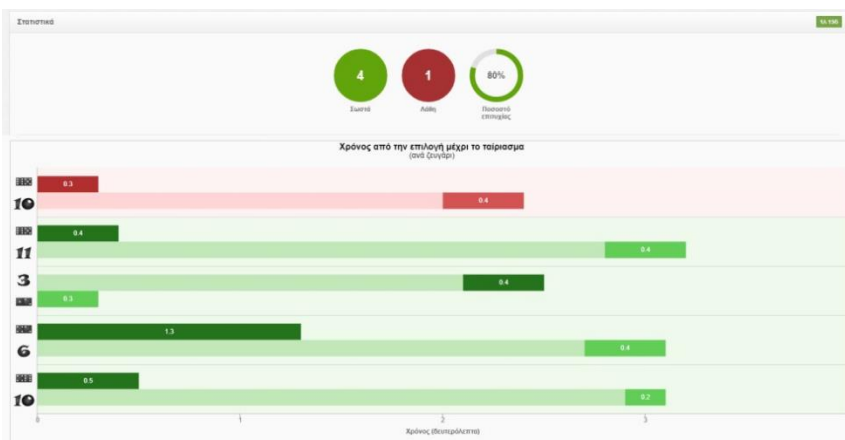 Στατιστικά
4
1
80%
Σωστά
Λάθη
Ποσοστό
επιτυχίας
Χρόνος από την επιλογή μέχρι το ταίριασμα
(ανά ζευγάρι)
0.3
10
0.4
0.4
11
0.4
3
0.4
0.3
1.3
6
0.4
0.5
10
0.2
0
1
2
3
Χρόνος (δευτερόλεπτα)